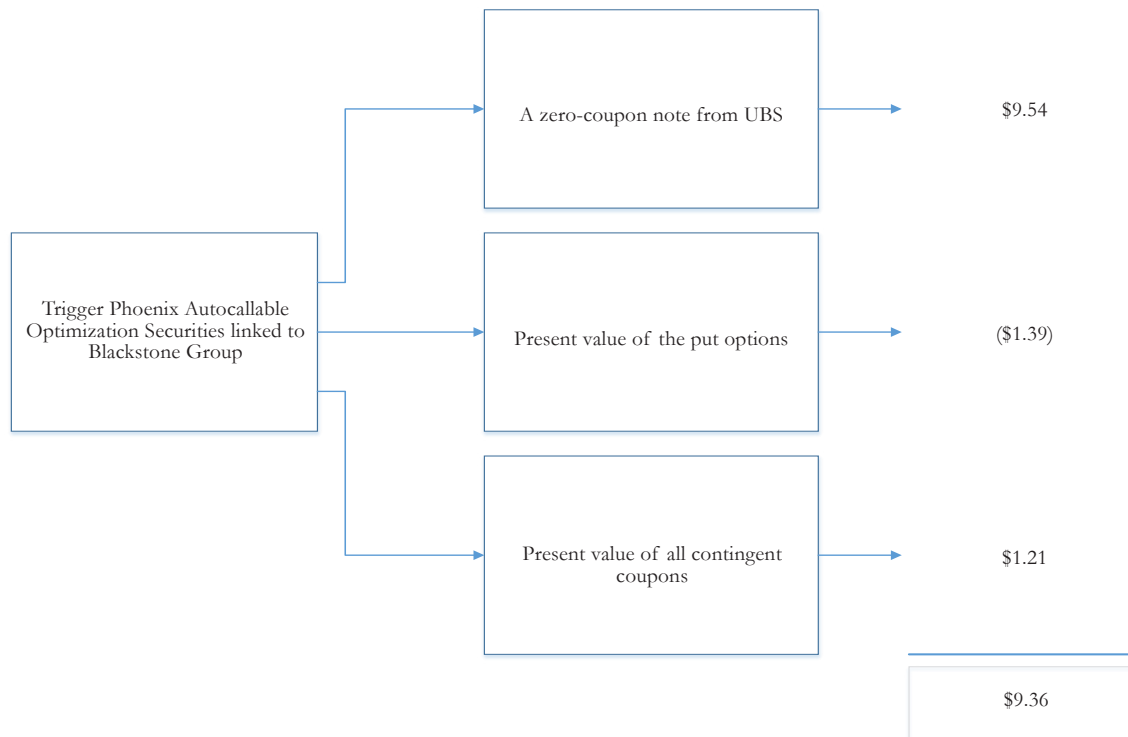 A zero-coupon note from UBS
$9.54
Trigger Phoenix Autocallable
Optimization Securities linked to
Blackstone Group
Present value of the put options
($1.39)
Present value of all contingent
coupons
$1.21
$9.36